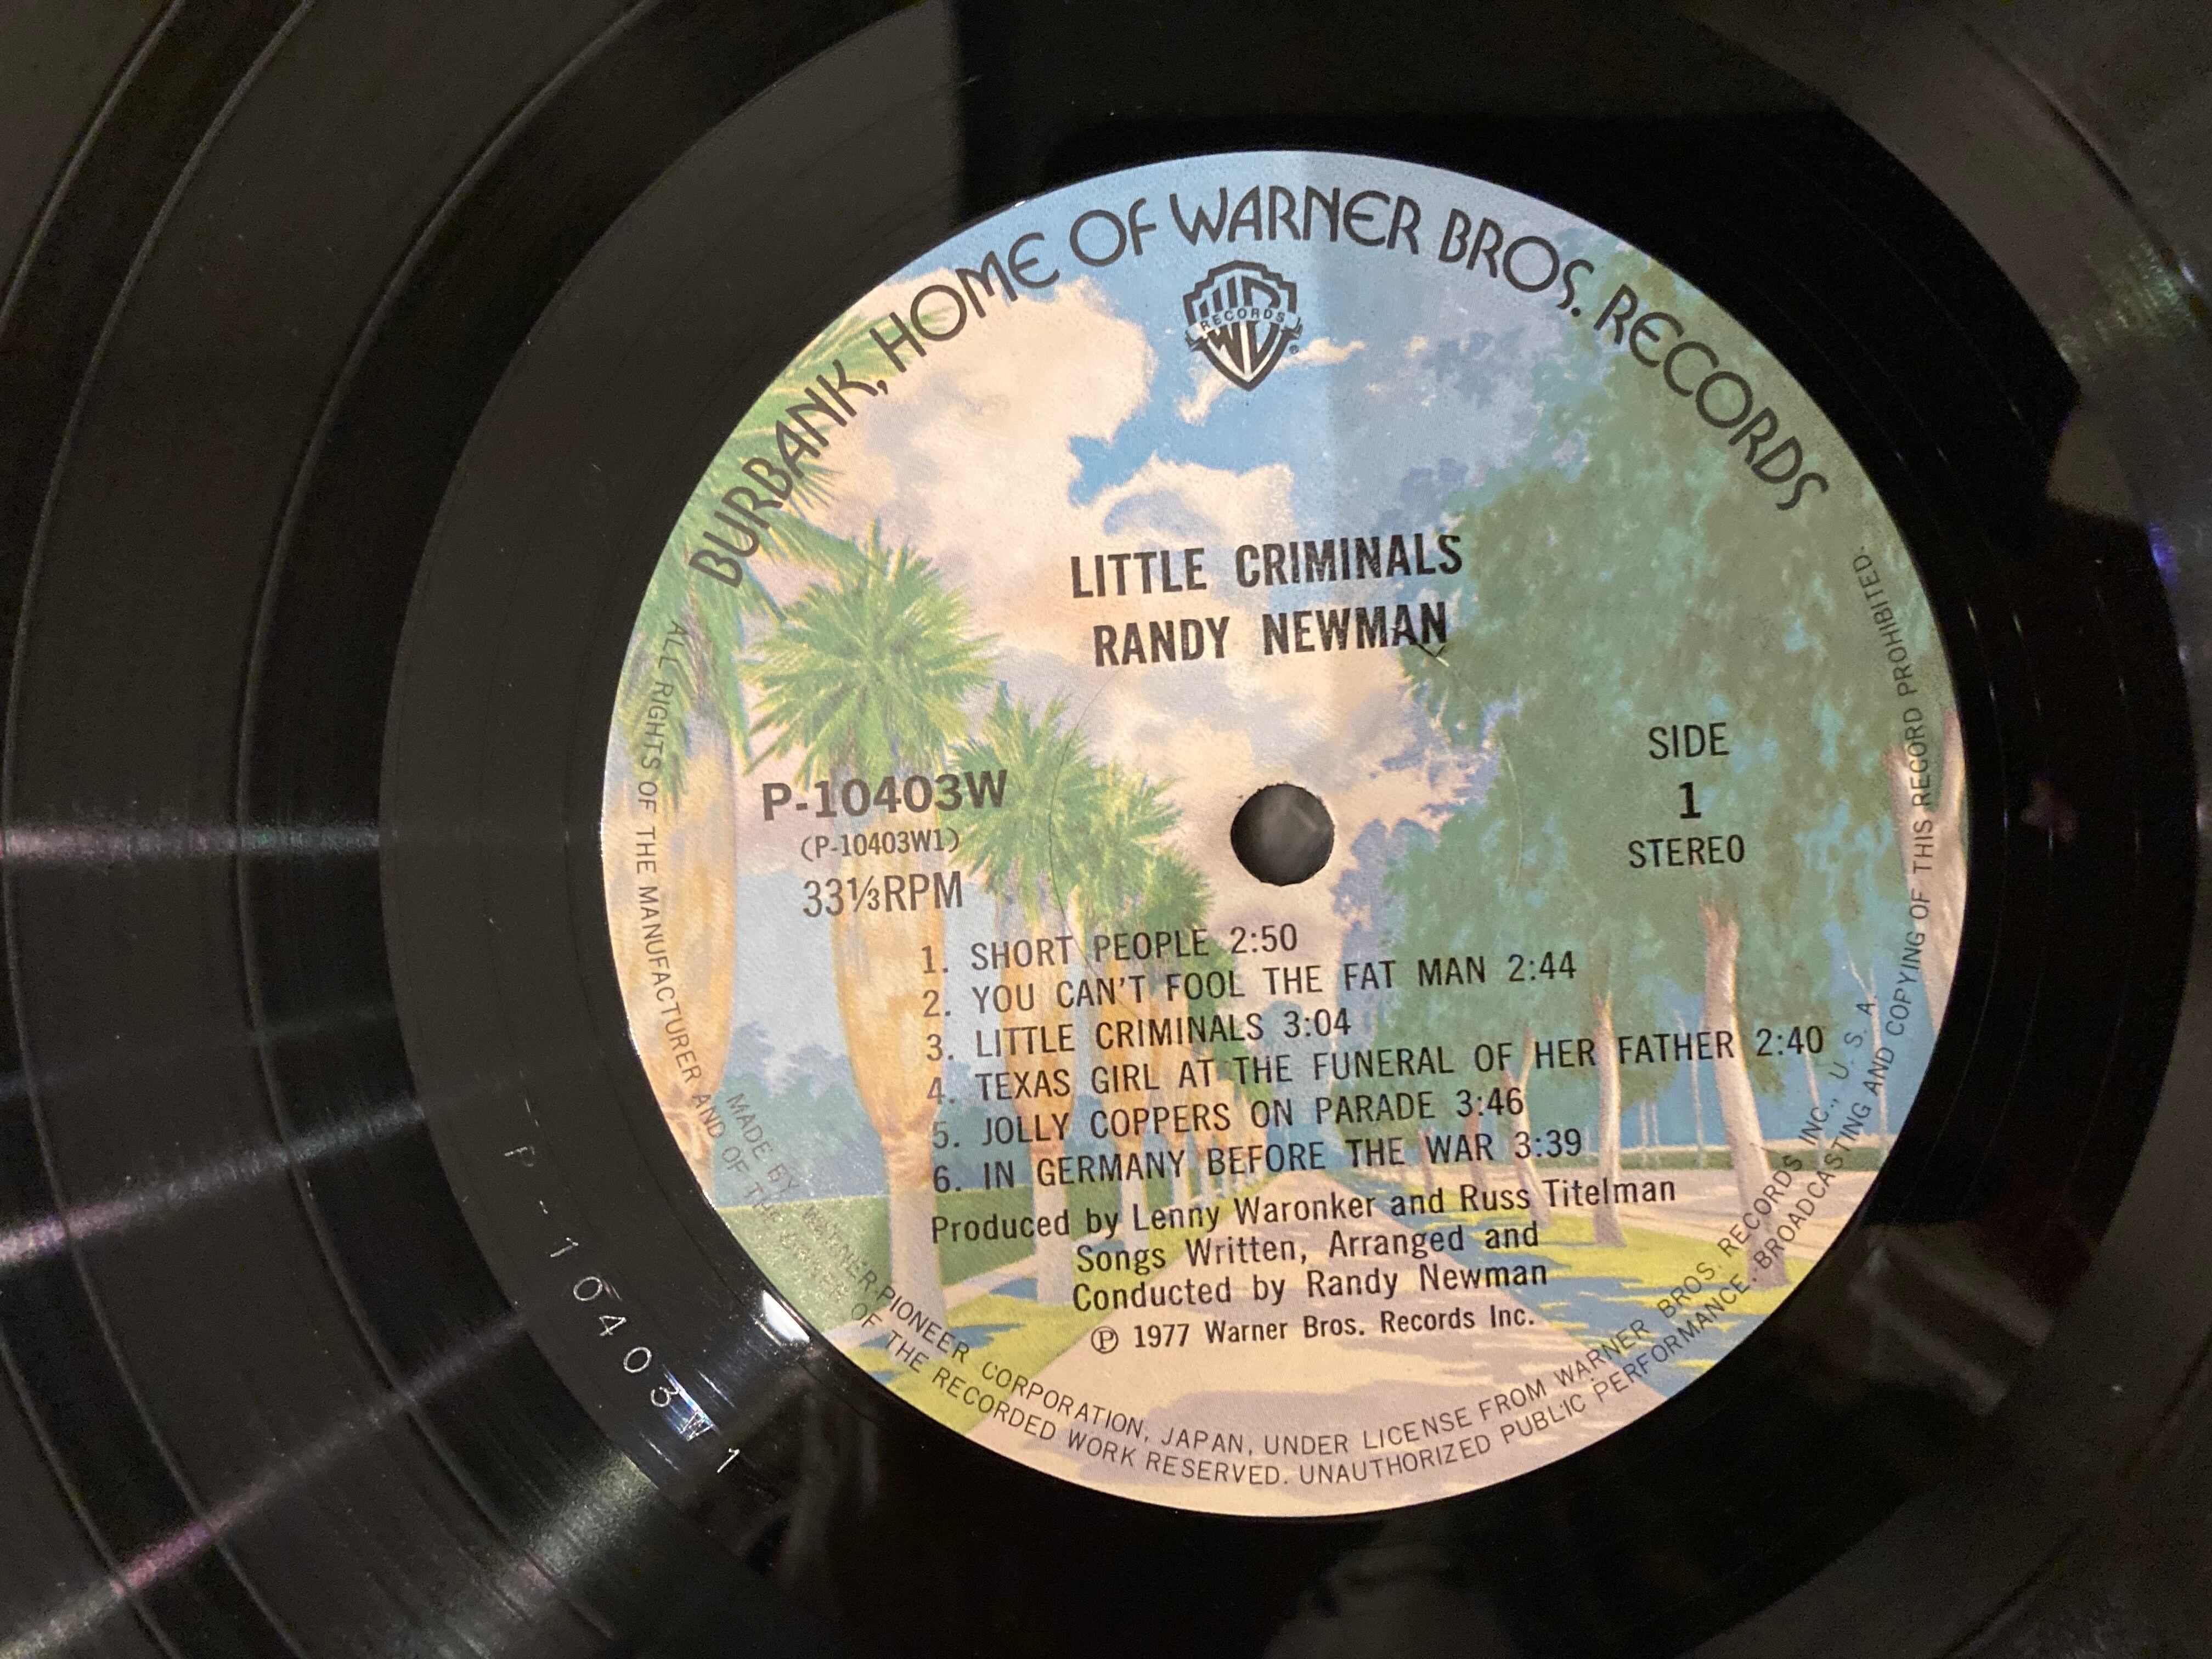 BURBANK, HOME OF WARNER BROS. RECORDS
WB
RECORDS
®
LITTLE CRIMINALS
RANDY NEWMAN
SIDE
1
STEREO
P-10403W
(P-10403W1)
33⅓RPM
1. SHORT PEOPLE 2:50
2. YOU CAN'T FOOL THE FAT MAN 2:44
3. LITTLE CRIMINALS 3:04
4. TEXAS GIRL AT THE FUNERAL OF HER FATHER 2:40
5. JOLLY COPPERS ON PARADE 3:46
6. IN GERMANY BEFORE THE WAR 3:39
Produced by Lenny Waronker and Russ Titelman
Songs Written, Arranged and
Conducted by Randy Newman
℗ 1977 Warner Bros. Records Inc.
MADE BY WARNER-PIONEER CORPORATION, JAPAN, UNDER LICENSE FROM WARNER BROS. RECORDS INC., U. S. A.
ALL RIGHTS OF THE MANUFACTURER AND OF THE OWNER OF THE RECORDED WORK RESERVED. UNAUTHORIZED PUBLIC PERFORMANCE, BROADCASTING AND COPYING OF THIS RECORD PROHIBITED.
P-10403W1